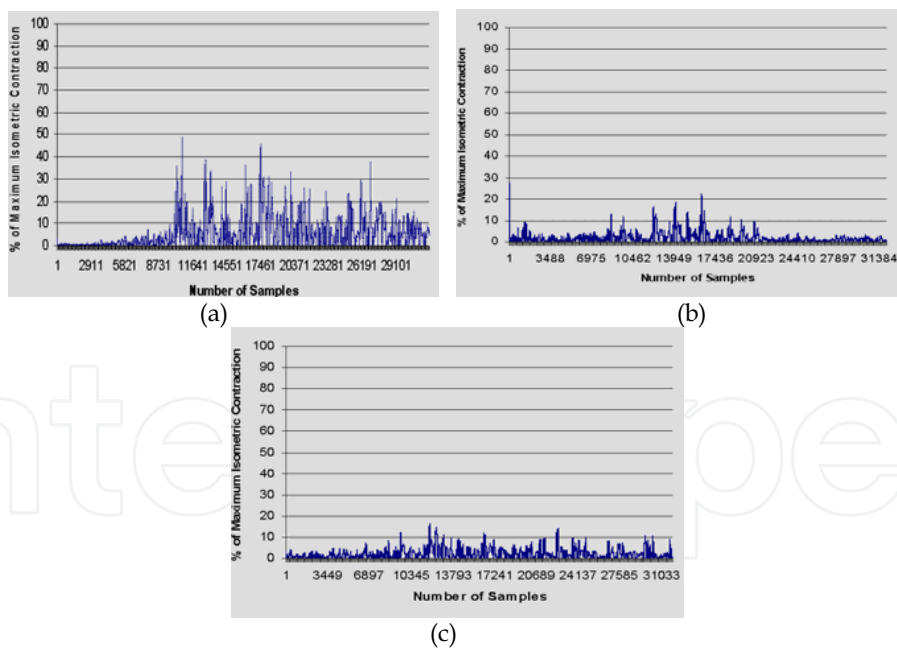 % of Maximum Isometric Contraction
100
90
80
70
60
50
40
30
20
10
0
1 2911 5821 8731 11641 14551 17461 20371 23281 26191 29101
Number of Samples
(a)
% of Maximum Isometric Contraction
100
90
80
70
60
50
40
30
20
10
0
1 3488 6975 10462 13949 17436 20923 24410 27897 31384
Number of Samples
(b)
% of Maximum Isometric Contraction
100
90
80
70
60
50
40
30
20
10
0
1 3449 6897 10345 13793 17241 20689 24137 27585 31033
Number of Samples
(c)